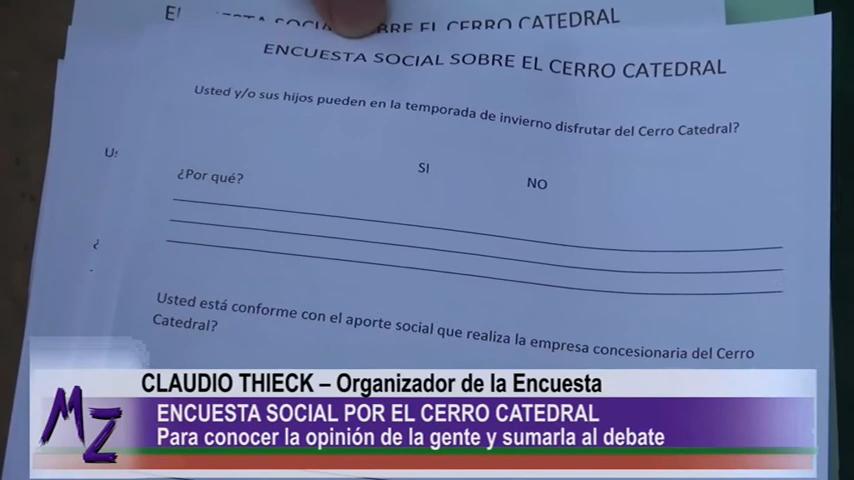 SOBRE EL CERRO CATEDRAL
ENCUESTA SOCIAL SOBRE EL CERRO CATEDRAL
Usted y/o sus hijos pueden en la temporada de invierno disfrutar del Cerro Catedral?
SI
NO
¿Por qué?
¿
Usted está conforme con el aporte social que realiza la empresa concesionaria del Cerro
Catedral?
CLAUDIO THIECK – Organizador de la Encuesta
MZ
ENCUESTA SOCIAL POR EL CERRO CATEDRAL
Para conocer la opinión de la gente y sumarla al debate